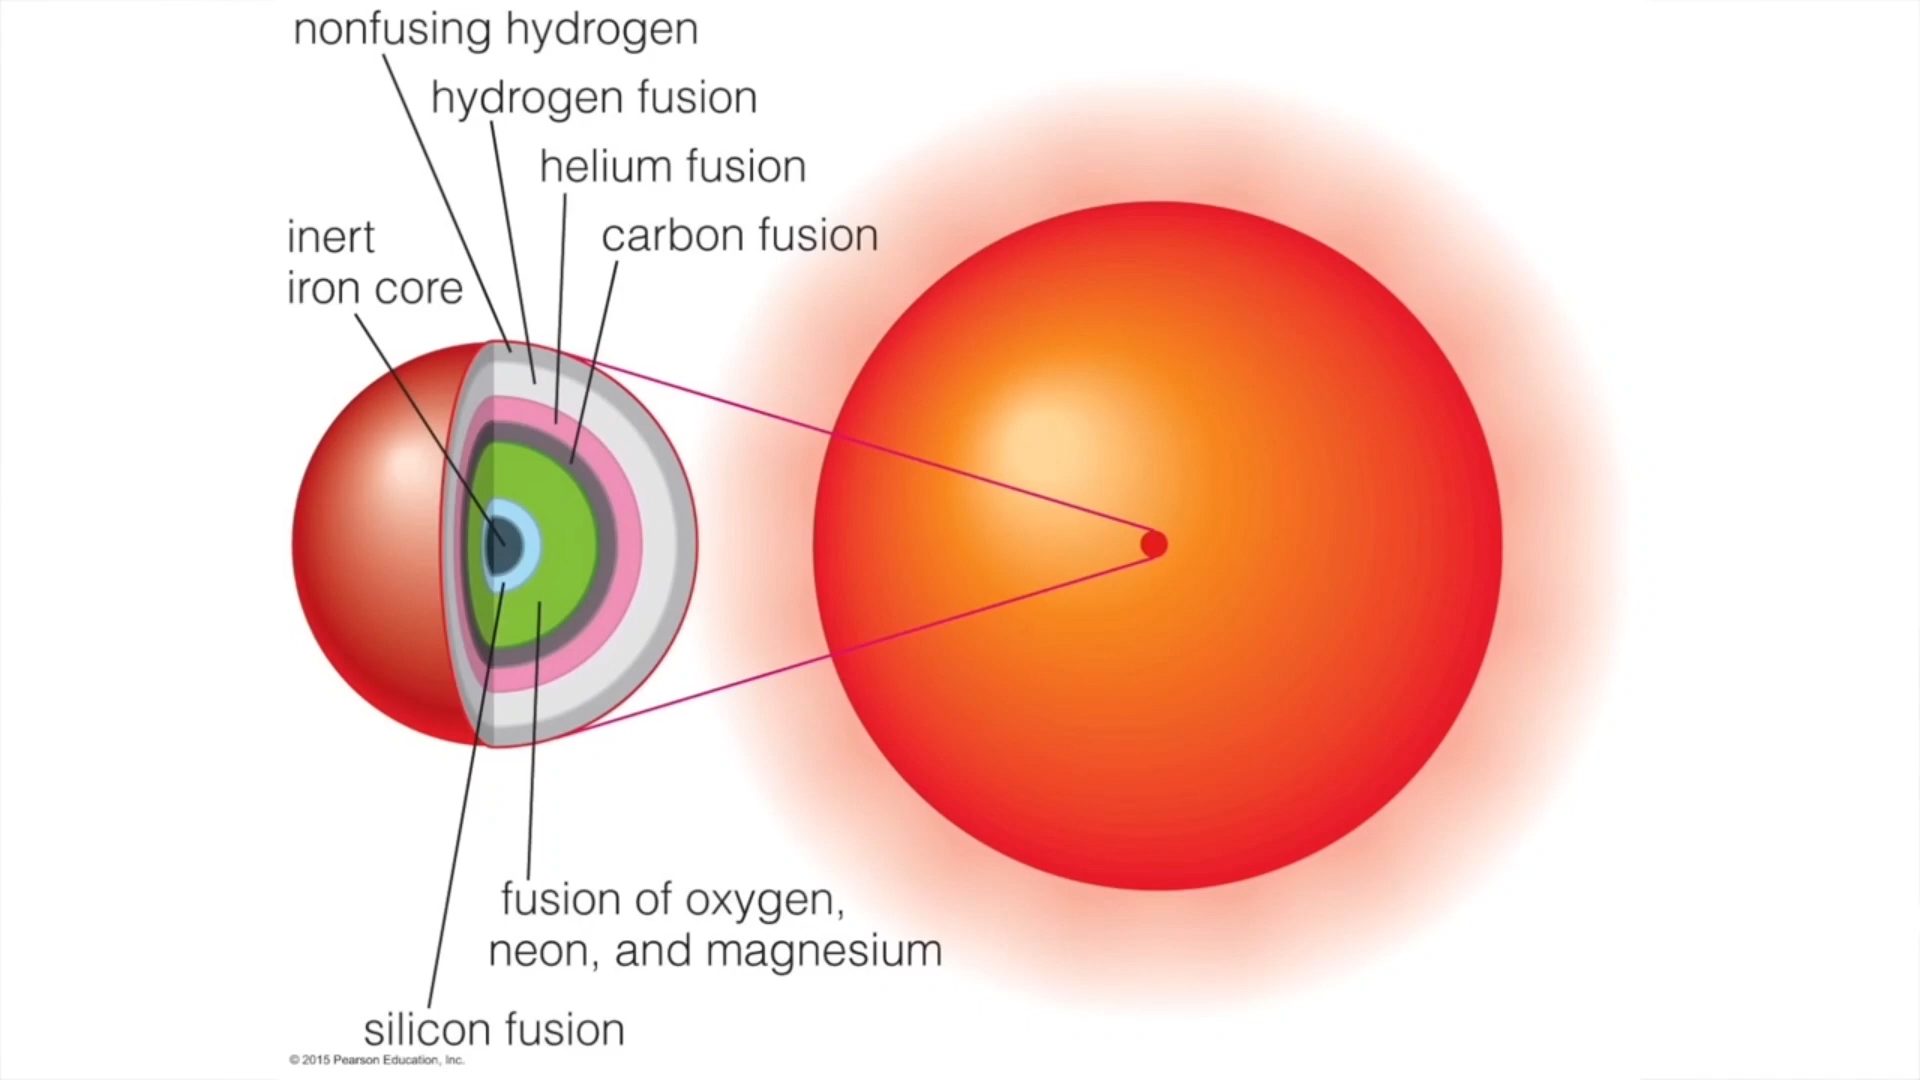 nonfusing hydrogen
hydrogen fusion
helium fusion
carbon fusion
inert
iron core
fusion of oxygen,
neon, and magnesium
silicon fusion
© 2015 Pearson Education, Inc.